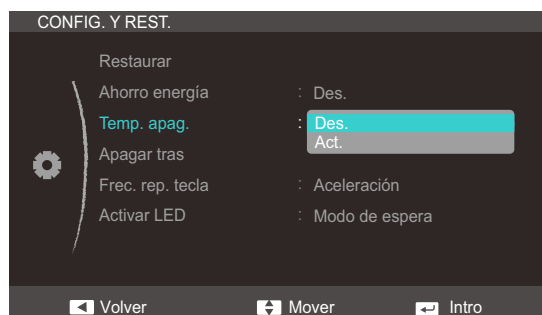 CONFIG. Y REST.
Restaurar
Ahorro energía : Des.
Temp. apag. : Des.
Act.
Apagar tras
Frec. rep. tecla : Aceleración
Activar LED : Modo de espera
Volver Mover Intro